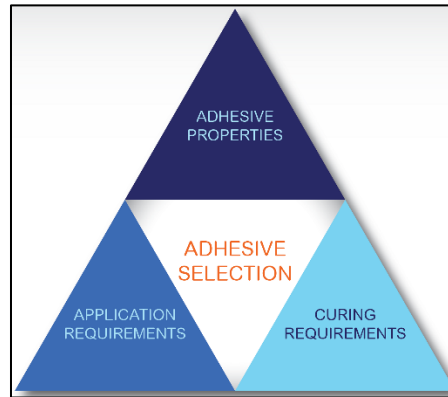 ADHESIVE
PROPERTIES
ADHESIVE
SELECTION
APPLICATION
REQUIREMENTS
CURING
REQUIREMENTS